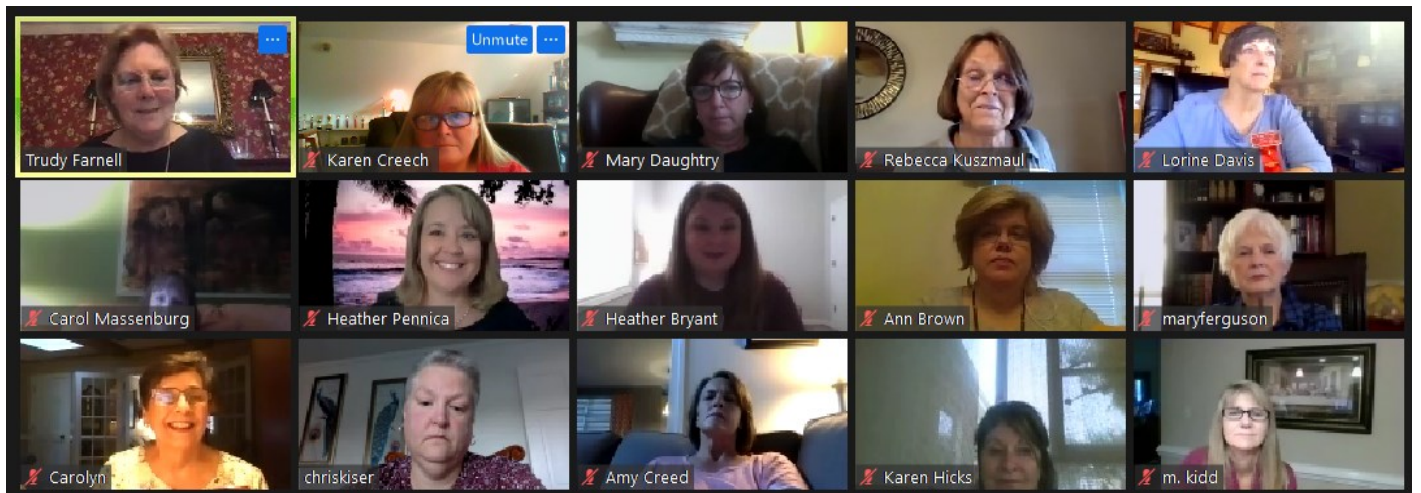 ...
Unmute
...
Trudy Farnell
Karen Creech
Mary Daughtry
Rebecca Kuszmaul
Lorine Davis
Carol Massenburg
Heather Pennica
Heather Bryant
Ann Brown
maryferguson
Carolyn
chriskiser
Amy Creed
Karen Hicks
m. kidd